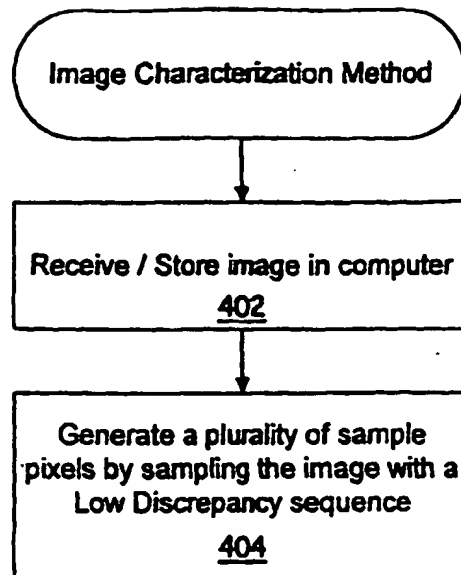 Image Characterization Method
Receive / Store image in computer
402
Generate a plurality of sample
pixels by sampling the image with a
Low Discrepancy sequence
404